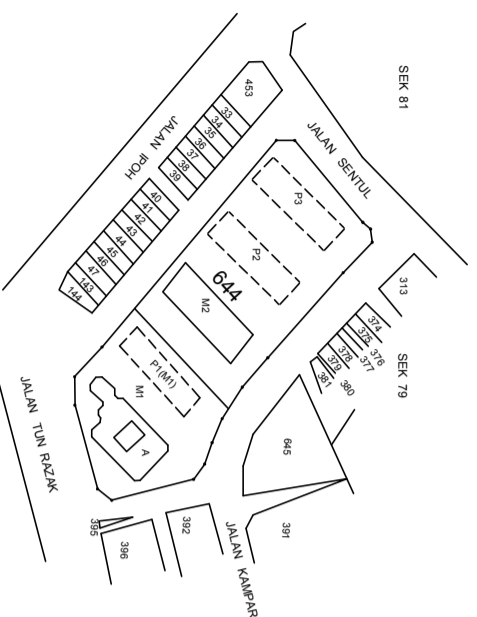 SEK 81
JALAN SENTUL
453
33
34
35
36
37
38
39
JALAN IPOH
40
41
42
43
44
45
46
47
143
144
P3
P2
644
M2
P1(M1)
M1
A
313
374
375
376
377
378
379
380
381
SEK 79
645
391
392
395
396
JALAN KAMPAR
JALAN TUN RAZAK